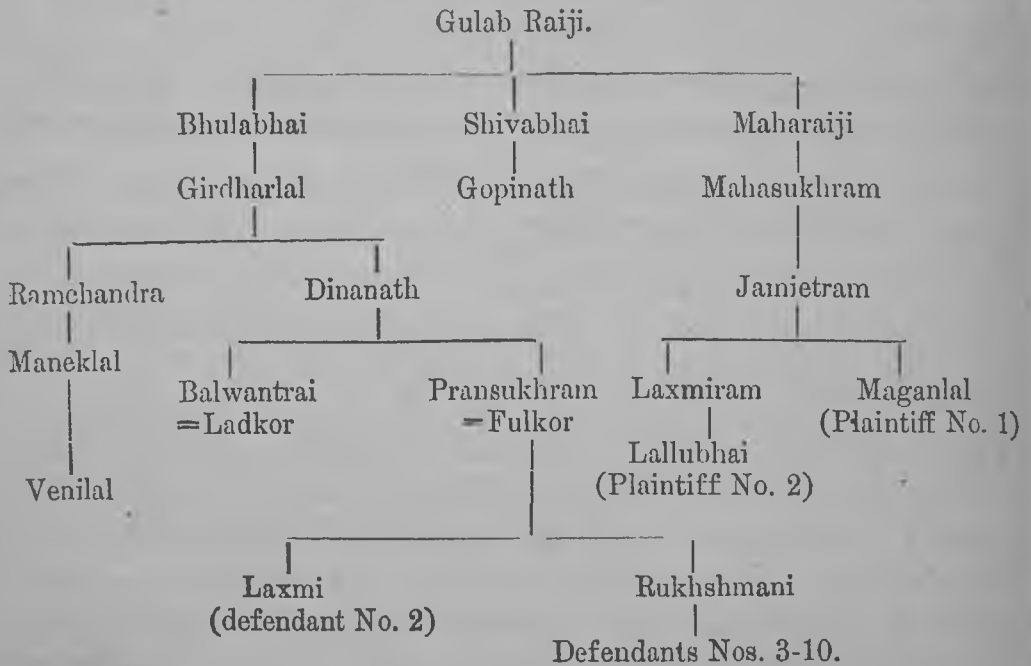 Gulab Raiji.
Bhulabhai Shivabhai Maharaiji
Girdharlal Gopinath Mahasukhram
Ramchandra Dinanath Jamietram
Maneklal Balwantrai =Ladkor Pransukhram =Fulkor Laxmiram Maganlal (Plaintiff No. 1)
Lallubhai (Plaintiff No. 2)
Venilal
Laxmi (defendant No. 2) Rukhshmani
Defendants Nos. 3-10.